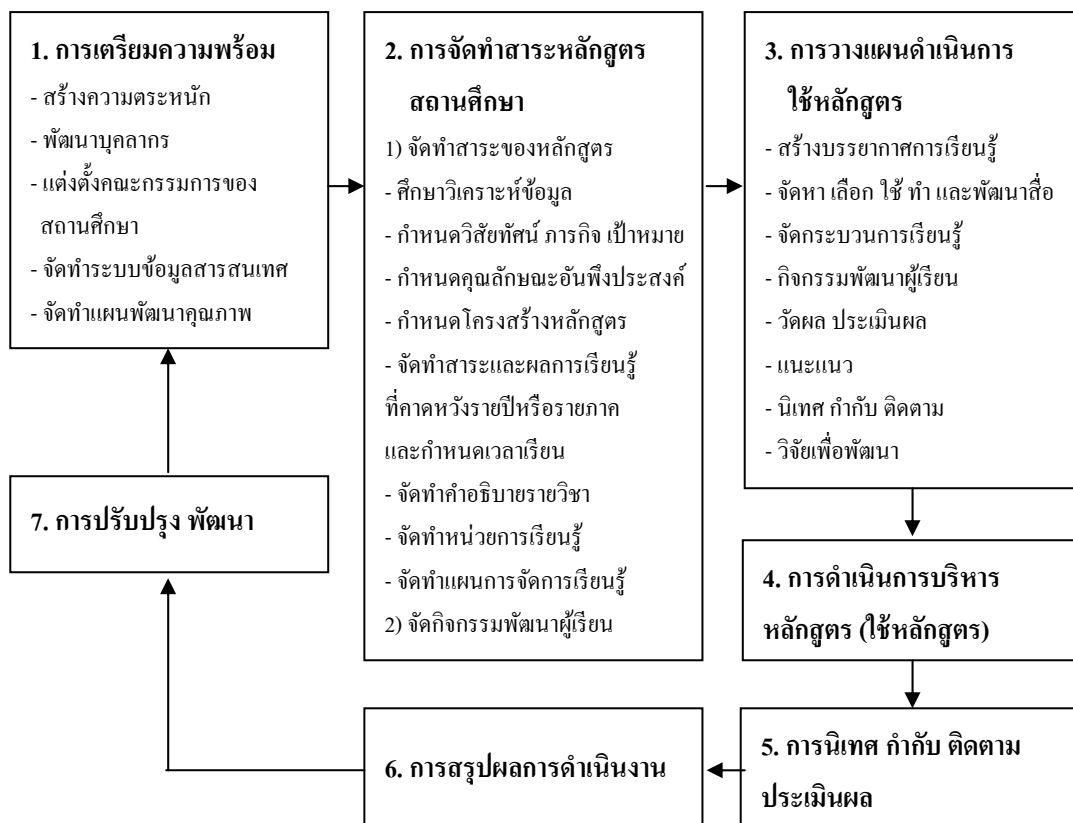 1. การเตรียมความพร้อม
- สร้างความตระหนัก
- พัฒนาบุคลากร
- แต่งตั้งคณะกรรมการของ
สถานศึกษา
- จัดทำระบบข้อมูลสารสนเทศ
- จัดทำแผนพัฒนาคุณภาพ
2. การจัดทำสาระหลักสูตร
สถานศึกษา
1) จัดทำสาระของหลักสูตร
- ศึกษาวิเคราะห์ข้อมูล
- กำหนดวิสัยทัศน์ ภารกิจ เป้าหมาย
- กำหนดคุณลักษณะอันพึงประสงค์
- กำหนดโครงสร้างหลักสูตร
- จัดทำสาระและผลการเรียนรู้
ที่คาดหวังรายปีหรือรายภาค
และกำหนดเวลาเรียน
- จัดทำคำอธิบายรายวิชา
- จัดทำหน่วยการเรียนรู้
- จัดทำแผนการจัดการเรียนรู้
2) จัดกิจกรรมพัฒนาผู้เรียน
3. การวางแผนดำเนินการ
ใช้หลักสูตร
- สร้างบรรยากาศการเรียนรู้
- จัดหา เลือก ใช้ ทำ และพัฒนาสื่อ
- จัดกระบวนการเรียนรู้
- กิจกรรมพัฒนาผู้เรียน
- วัดผล ประเมินผล
- แนะแนว
- นิเทศ กำกับ ติดตาม
- วิจัยเพื่อพัฒนา
4. การดำเนินการบริหาร
หลักสูตร (ใช้หลักสูตร)
5. การนิเทศ กำกับ ติดตาม
ประเมินผล
6. การสรุปผลการดำเนินงาน
7. การปรับปรุง พัฒนา